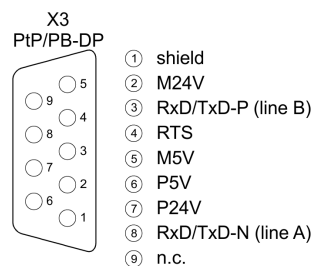 X3
PtP/PB-DP
5
9
4
8
3
7
2
6
1
1 shield
2 M24V
3 RxD/TxD-P (line B)
4 RTS
5 M5V
6 P5V
7 P24V
8 RxD/TxD-N (line A)
9 n.c.